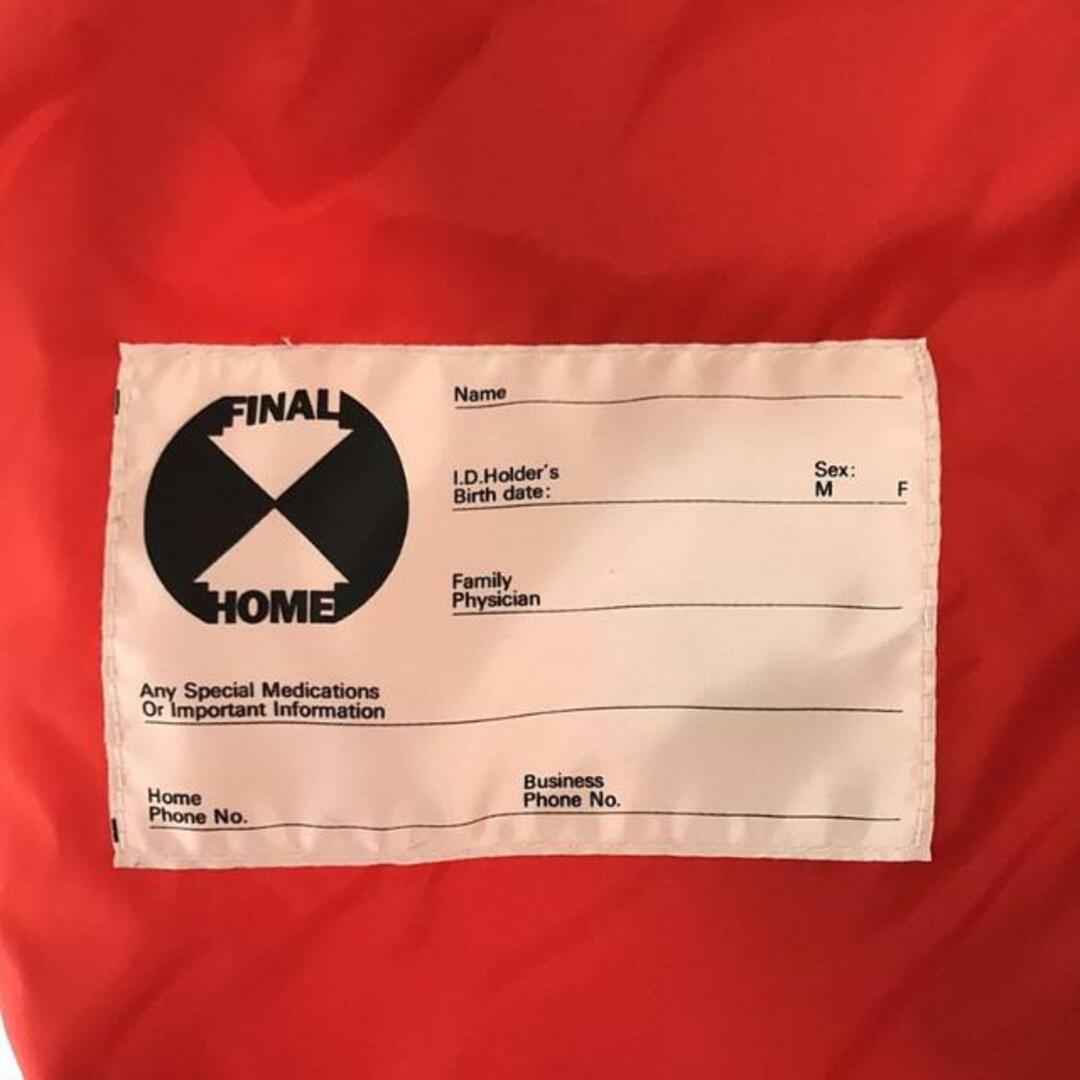 FINAL
HOME
Name
I.D.Holder's
Birth date:
Sex:
M F
Family
Physician
Any Special Medications
Or Important Information
Home
Phone No.
Business
Phone No.